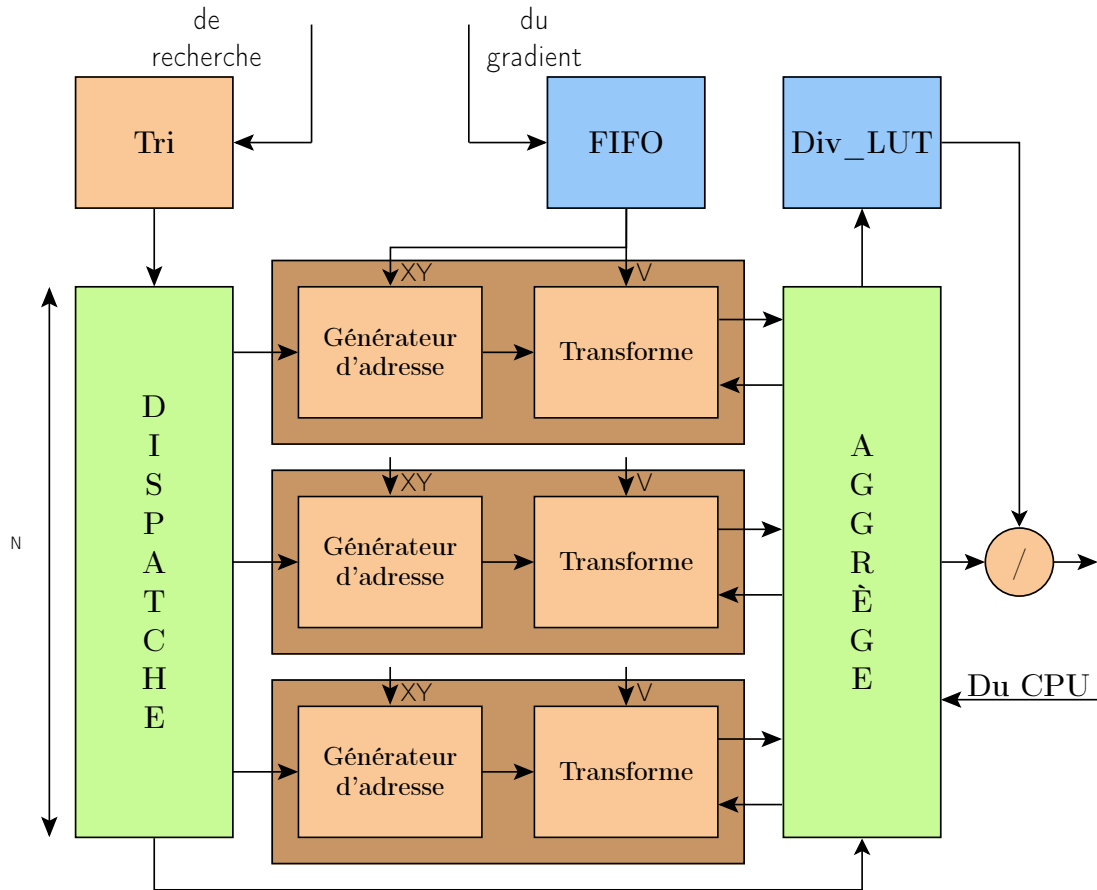 de
recherche
du
gradient
Tri
FIFO
Div_LUT
XY
V
Générateur
d'adresse
Transforme
D
I
S
P
A
T
C
H
E
N
XY
V
Générateur
d'adresse
Transforme
A
G
G
R
È
G
E
/
Du CPU
XY
V
Générateur
d'adresse
Transforme